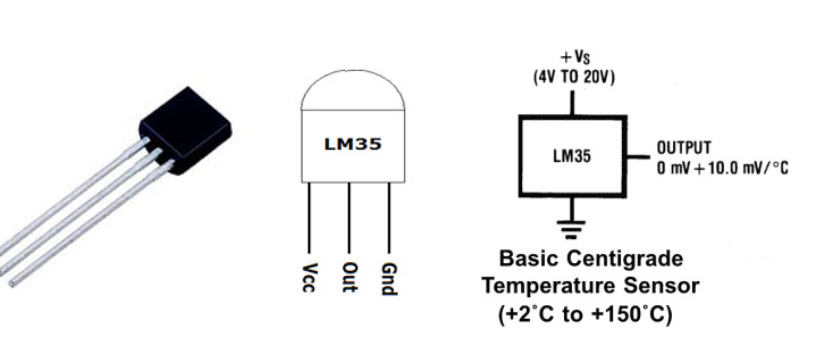 LM35
Vcc
Out
Gnd
+VS
(4V TO 20V)
LM35
OUTPUT
0 mV + 10.0 mV/°C
Basic Centigrade
Temperature Sensor
(+2°C to +150°C)